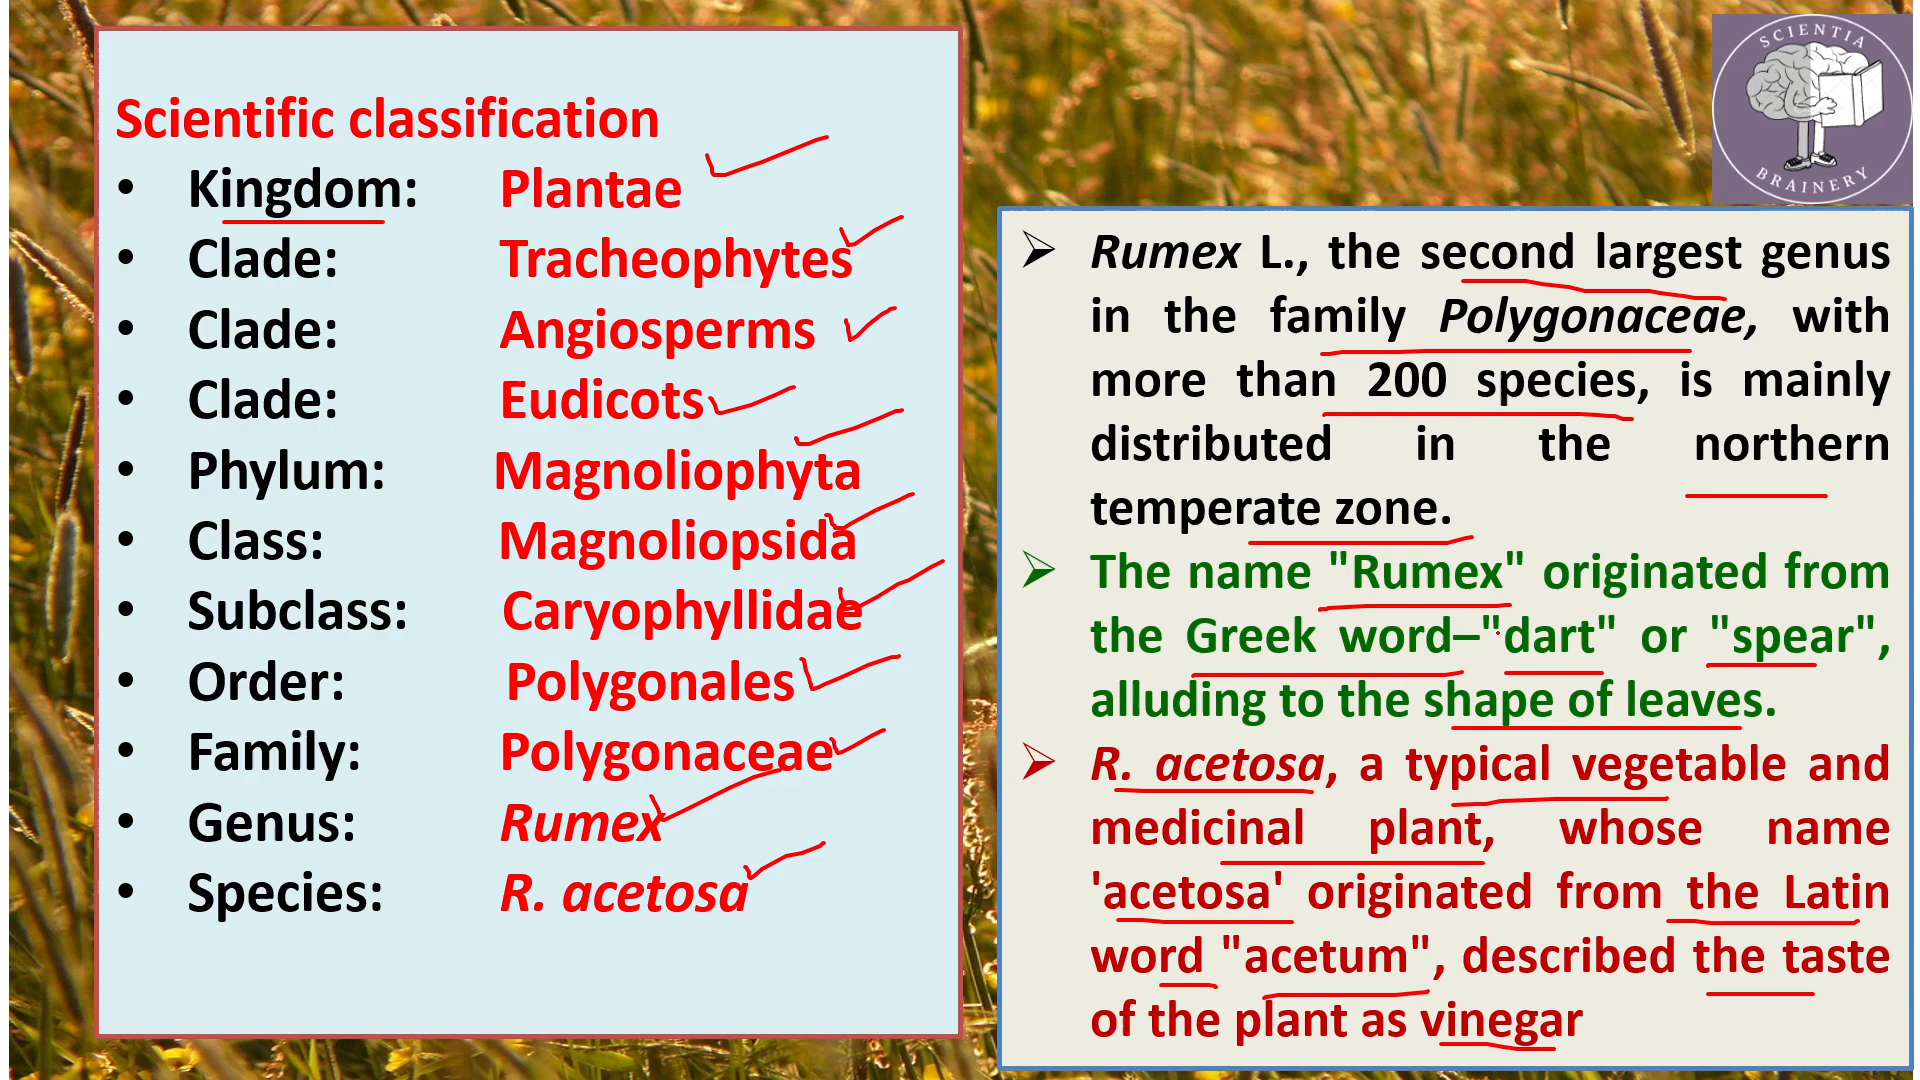 SCIENTIA
BRAINERY
Scientific classification
• Kingdom: Plantae
• Clade: Tracheophytes
• Clade: Angiosperms
• Clade: Eudicots
• Phylum: Magnoliophyta
• Class: Magnoliopsida
• Subclass: Caryophyllidae
• Order: Polygonales
• Family: Polygonaceae
• Genus: Rumex
• Species: R. acetosa
➢ Rumex L., the second largest genus
in the family Polygonaceae, with
more than 200 species, is mainly
distributed in the northern
temperate zone.
➢ The name "Rumex" originated from
the Greek word–"dart" or "spear",
alluding to the shape of leaves.
➢ R. acetosa, a typical vegetable and
medicinal plant, whose name
'acetosa' originated from the Latin
word "acetum", described the taste
of the plant as vinegar